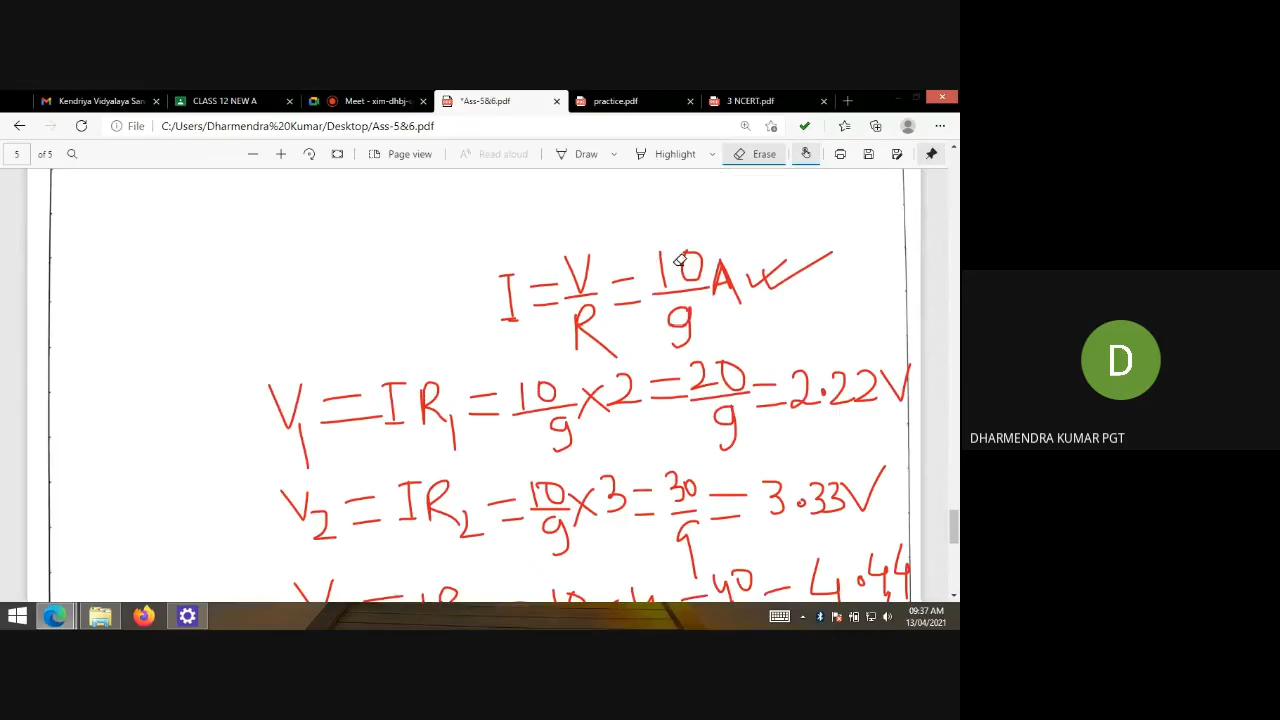 Kendriya Vidyalaya San
CLASS 12 NEW A
Meet - xim-dhbj-
*Ass-5&6.pdf
practice.pdf
3 NCERT.pdf
File
C:/Users/Dharmendra%20Kumar/Desktop/Ass-5&6.pdf
5 of 5
Page view
Read aloud
Draw
Highlight
Erase
I = V/R = 10/9 A ✓
V1 = IR1 = 10/9 × 2 = 20/9 = 2.22V
V2 = IR2 = 10/9 × 3 = 30/9 = 3.33V
= 40 = 4.44
D
DHARMENDRA KUMAR PGT
09:37 AM
13/04/2021